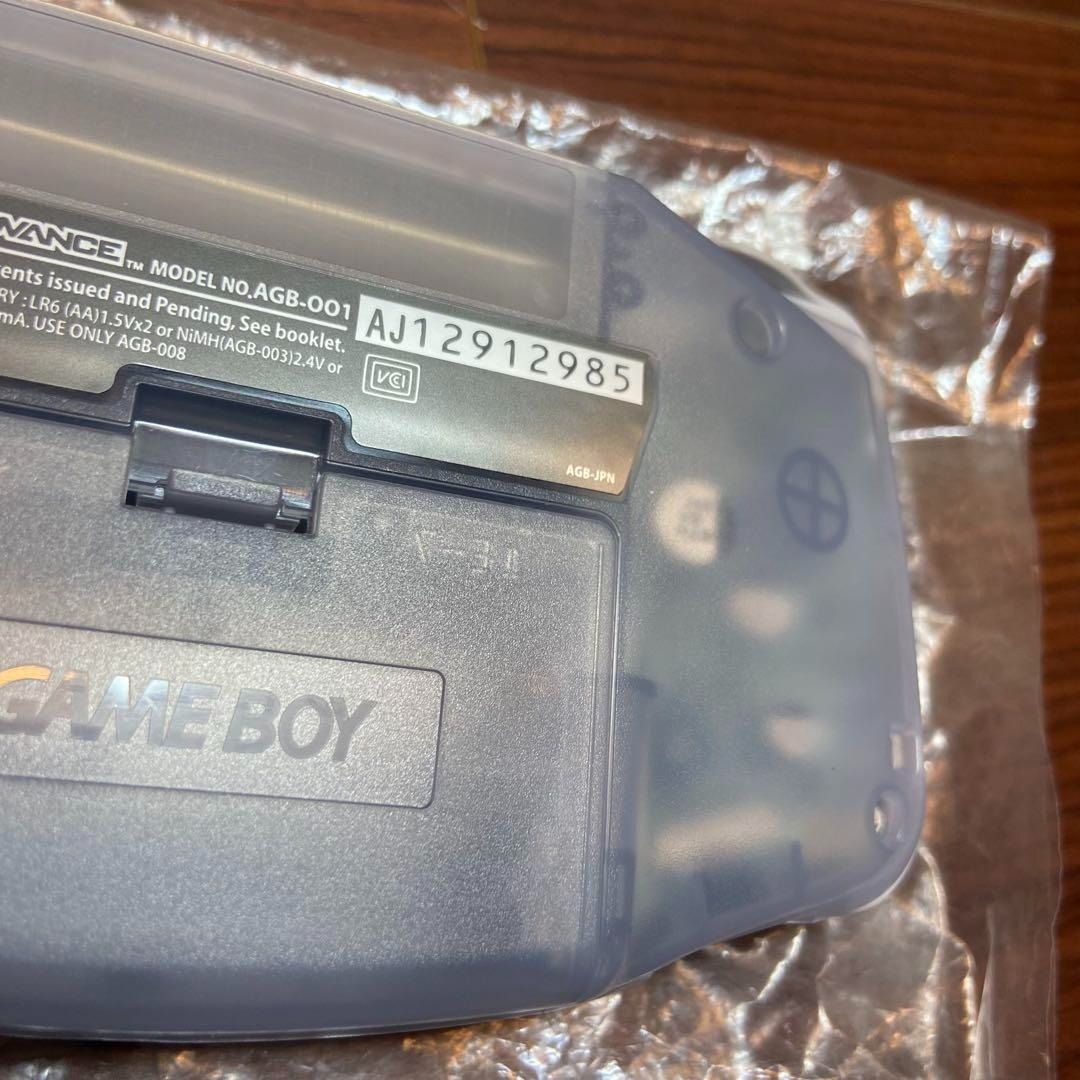 VANCE™ MODEL NO.AGB-001
ents issued and Pending, See booklet.
RY : LR6 (AA)1.5Vx2 or NiMH(AGB-003)2.4V or
mA. USE ONLY AGB-008
AJ12912985
VCI
AGB-JPN
GAME BOY